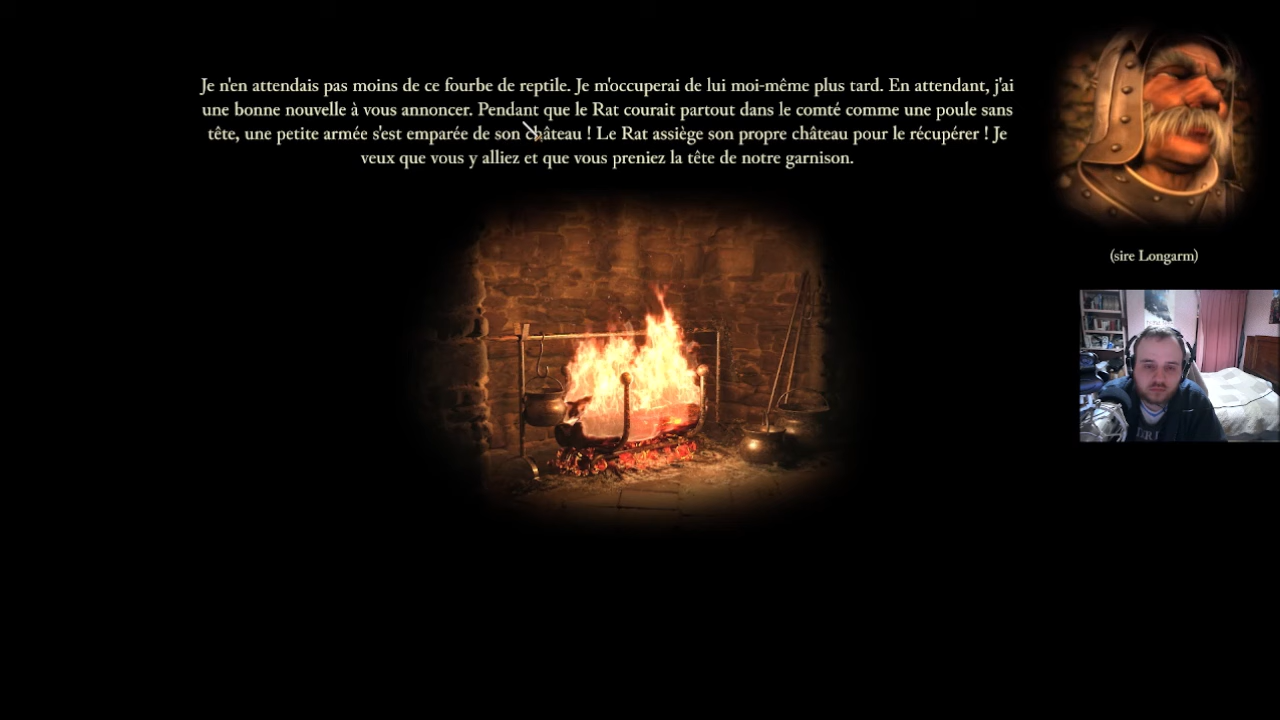 Je n'en attendais pas moins de ce fourbe de reptile. Je m'occuperai de lui moi-même plus tard. En attendant, j'ai
une bonne nouvelle à vous annoncer. Pendant que le Rat courait partout dans le comté comme une poule sans
tête, une petite armée s'est emparée de son château ! Le Rat assiège son propre château pour le récupérer ! Je
veux que vous y alliez et que vous preniez la tête de notre garnison.
(sire Longarm)